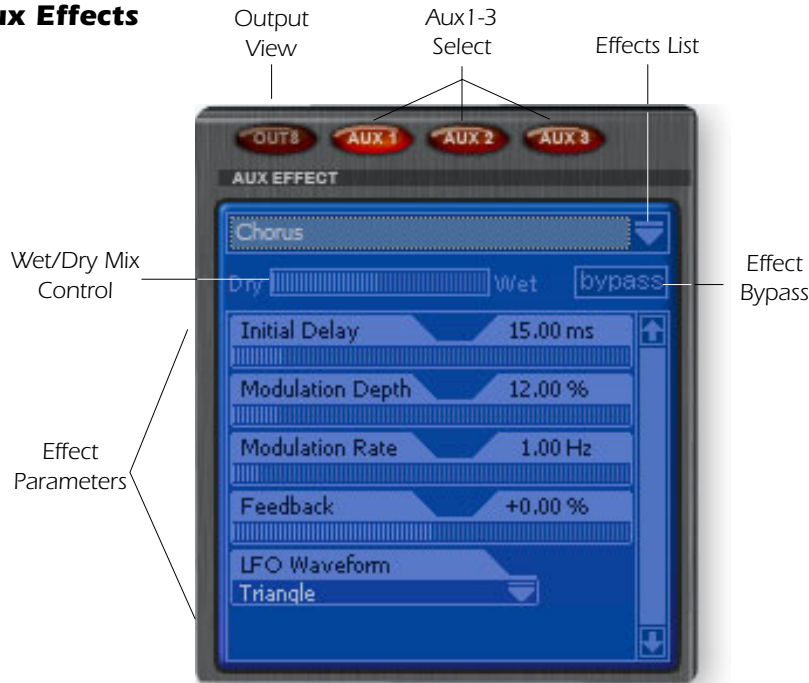 ux Effects
Output
View
Aux1-3
Select
Effects List
OUTS AUX 1 AUX 2 AUX 3
AUX EFFECT
Chorus
Wet/Dry Mix
Control
Dry Wet bypass
Effect
Bypass
Initial Delay 15.00 ms
Modulation Depth 12.00 %
Modulation Rate 1.00 Hz
Effect
Parameters
Feedback +0.00 %
LFO Waveform
Triangle